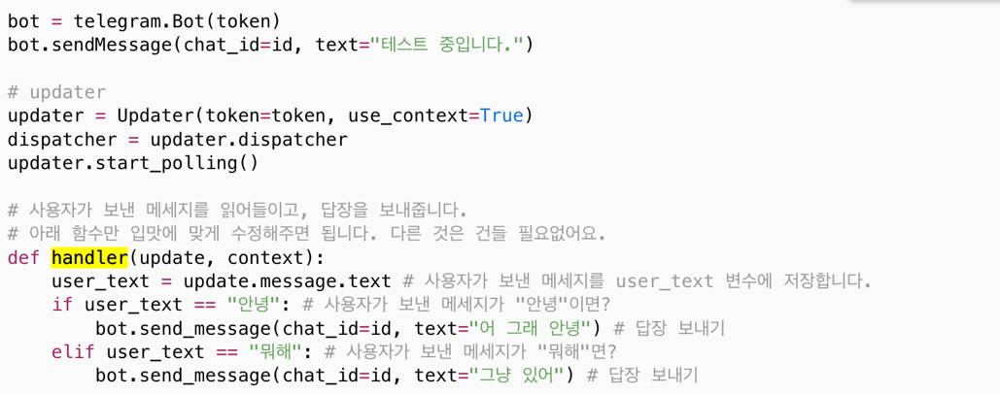 bot = telegram.Bot(token)
bot.sendMessage(chat_id=id, text="테스트 중입니다.")
# updater
updater = Updater(token=token, use_context=True)
dispatcher = updater.dispatcher
updater.start_polling()
# 사용자가 보낸 메세지를 읽어들이고, 답장을 보내줍니다.
# 아래 함수만 입맛에 맞게 수정해주면 됩니다. 다른 것은 건들 필요없어요.
def handler(update, context):
    user_text = update.message.text # 사용자가 보낸 메세지를 user_text 변수에 저장합니다.
    if user_text == "안녕": # 사용자가 보낸 메세지가 "안녕"이면?
        bot.send_message(chat_id=id, text="어 그래 안녕") # 답장 보내기
    elif user_text == "뭐해": # 사용자가 보낸 메세지가 "뭐해"면?
        bot.send_message(chat_id=id, text="그냥 있어") # 답장 보내기